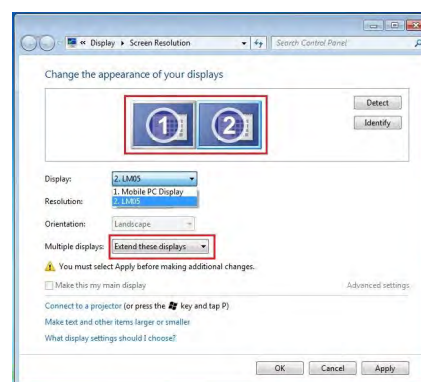 « Display ▸ Screen Resolution
Search Control Panel
Change the appearance of your displays
1
2
Detect
Identify
Display:
2. LM05
1. Mobile PC Display
2. LM05
Resolution:
Orientation:
Landscape
Multiple displays:
Extend these displays
You must select Apply before making additional changes.
Make this my main display
Advanced settings
Connect to a projector (or press the key and tap P)
Make text and other items larger or smaller
What display settings should I choose?
OK
Cancel
Apply